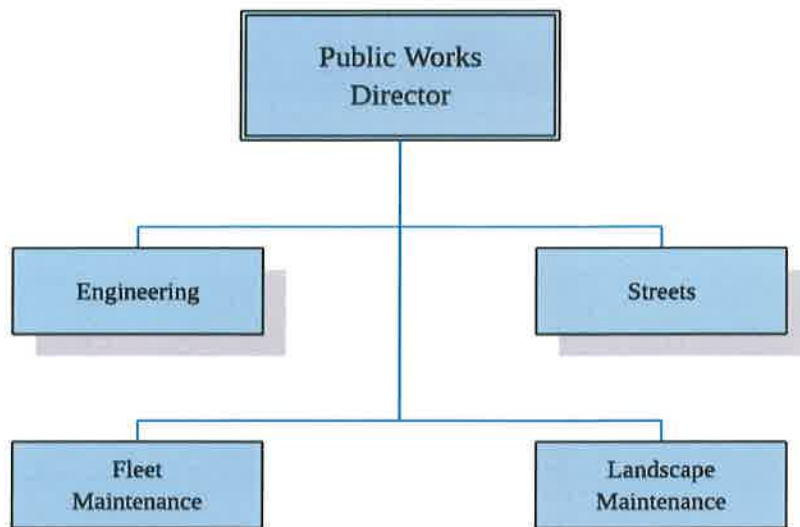 Public Works
Director
Engineering
Streets
Fleet
Maintenance
Landscape
Maintenance